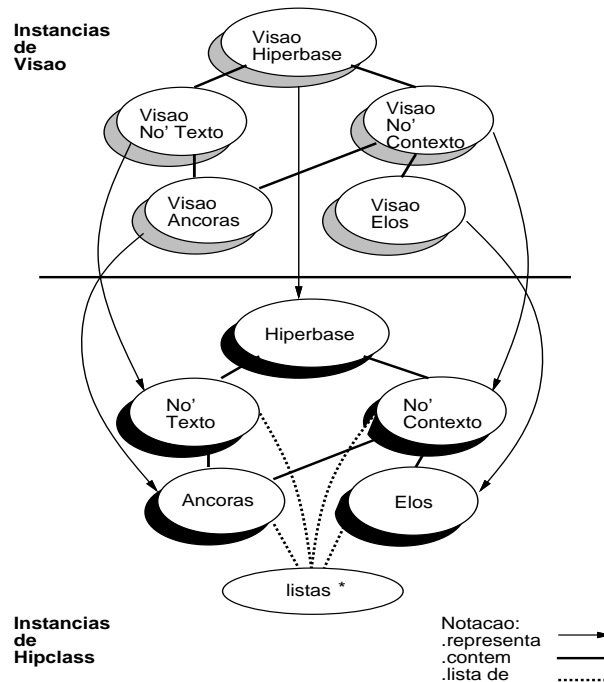 Instancias
de
Visao
Visao
Hiperbase
Visao
No' Texto
Visao
No'
Contexto
Visao
Ancoras
Visao
Elos
Hiperbase
No'
Texto
No'
Contexto
Ancoras
Elos
listas *
Instancias
de
Hipclass
Notacao:
.representa
.contem
.lista de